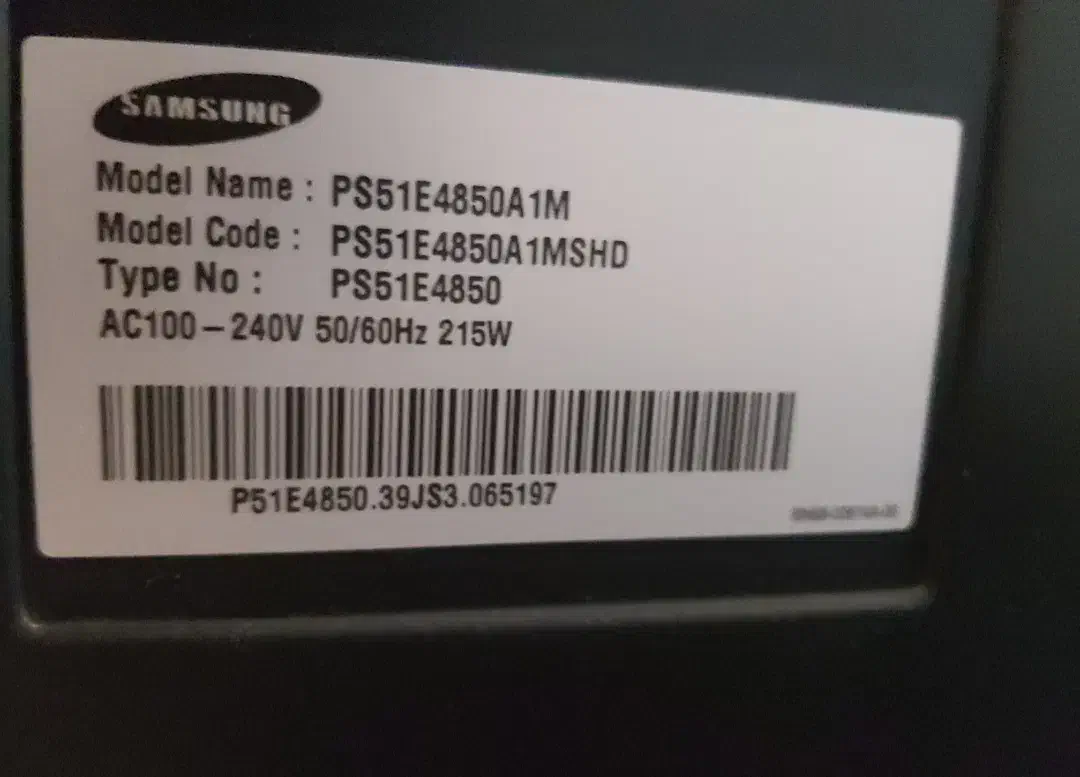 SAMSUNG
Model Name : PS51E4850A1M
Model Code : PS51E4850A1MSHD
Type No : PS51E4850
AC100-240V 50/60Hz 215W
P51E4850.39JS3.065197